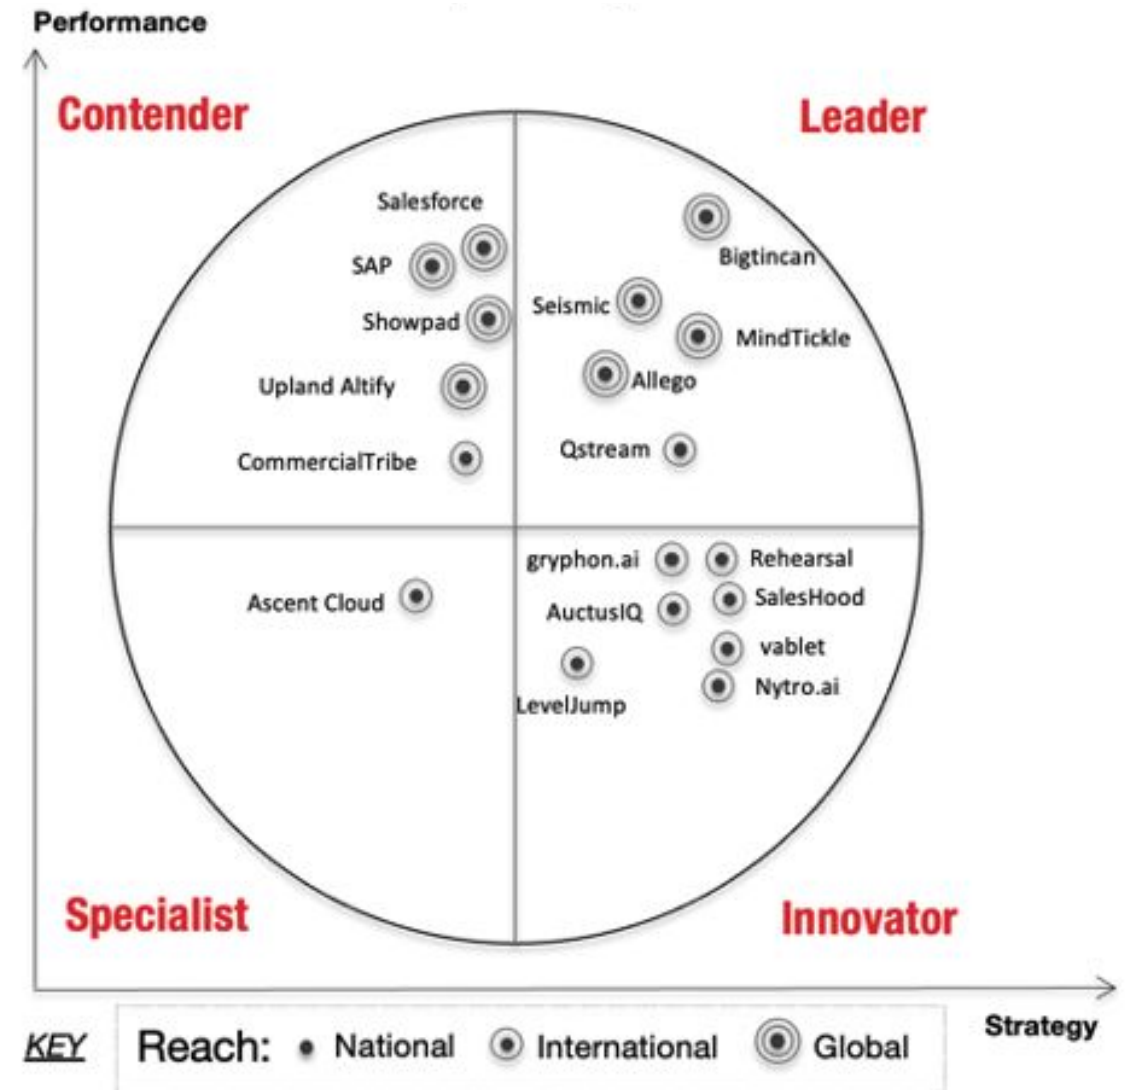 Performance
Contender
Leader
Salesforce
SAP
Bigtincan
Seismic
Showpad
MindTickle
Allego
Upland Altify
Qstream
CommercialTribe
gryphon.ai
Rehearsal
Ascent Cloud
SalesHood
AuctusIQ
vablet
Nytro.ai
LevelJump
Specialist
Innovator
Strategy
KEY Reach: National International Global